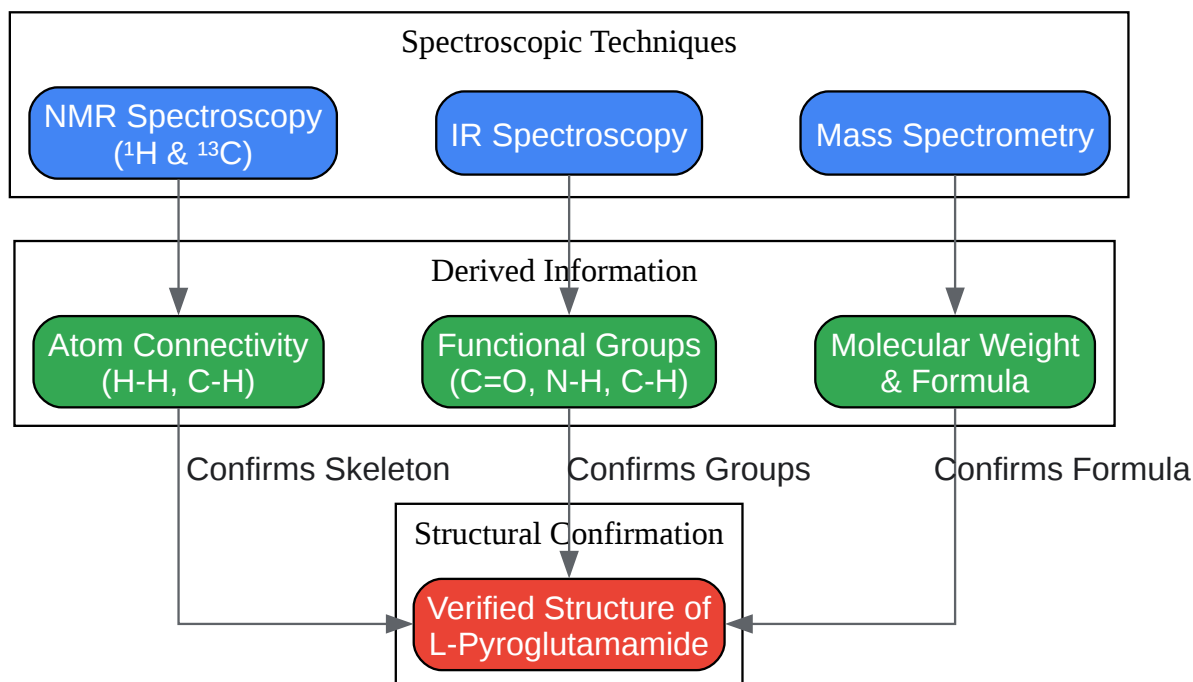 Spectroscopic Techniques
NMR Spectroscopy
(¹H & ¹³C)
IR Spectroscopy
Mass Spectrometry
Derived Information
Atom Connectivity
(H-H, C-H)
Functional Groups
(C=O, N-H, C-H)
Molecular Weight
& Formula
Confirms Skeleton
Confirms Groups
Confirms Formula
Structural Confirmation
Verified Structure of
L-Pyroglutamamide